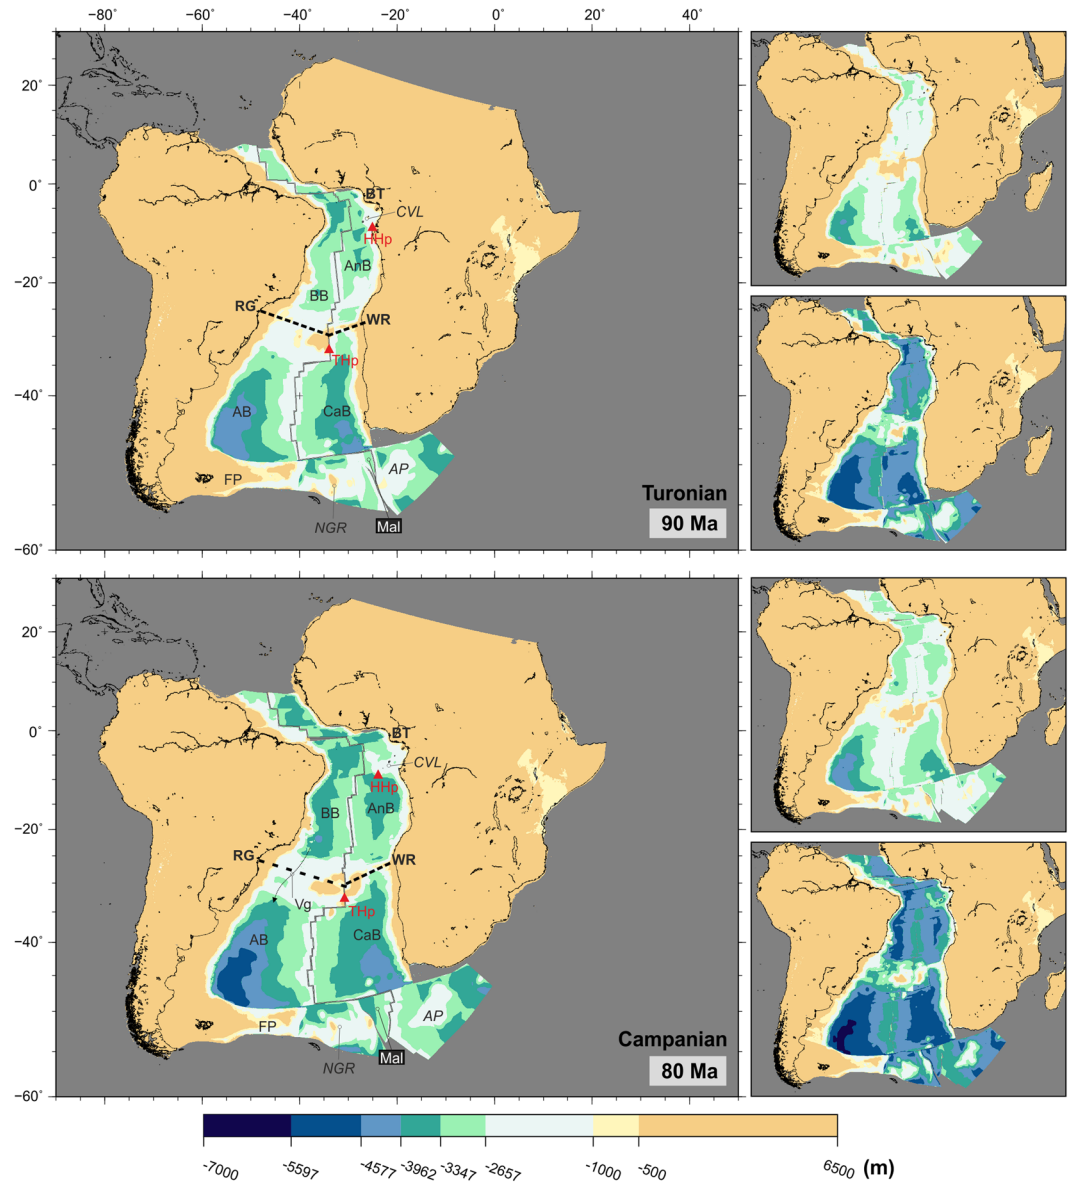 −80° −60° −40° −20° 0° 20° 40°
20°
0°
−20°
−40°
−60°
BT
CVL
HHp
AnB
BB
RG
WR
THp
AB
CaB
FP
AP
NGR
Mal
Turonian
90 Ma
20°
0°
−20°
−40°
−60°
BT
CVL
HHp
BB
AnB
RG
WR
Vg
THp
AB
CaB
FP
AP
NGR
Mal
Campanian
80 Ma
-7000 -5597 -4577 -3962 -3347 -2657 -1000 -500 6500 (m)